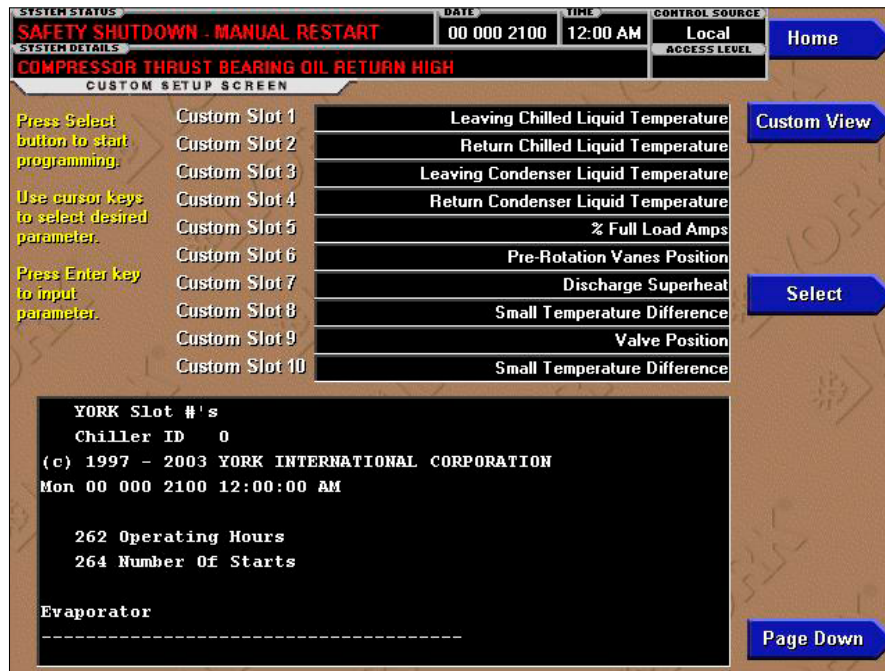 SYSTEM STATUS
SAFETY SHUTDOWN - MANUAL RESTART
DATE
00 000 2100
TIME
12:00 AM
CONTROL SOURCE
Local
Home
SYSTEM DETAILS
COMPRESSOR THRUST BEARING OIL RETURN HIGH
ACCESS LEVEL
CUSTOM SETUP SCREEN
Press Select
button to start
programming.
Use cursor keys
to select desired
parameter.
Press Enter key
to input
parameter.
Custom Slot 1 Leaving Chilled Liquid Temperature
Custom Slot 2 Return Chilled Liquid Temperature
Custom Slot 3 Leaving Condenser Liquid Temperature
Custom Slot 4 Return Condenser Liquid Temperature
Custom Slot 5 % Full Load Amps
Custom Slot 6 Pre-Rotation Vanes Position
Custom Slot 7 Discharge Superheat
Custom Slot 8 Small Temperature Difference
Custom Slot 9 Valve Position
Custom Slot 10 Small Temperature Difference
Custom View
Select
YORK Slot #'s
Chiller ID 0
(c) 1997 - 2003 YORK INTERNATIONAL CORPORATION
Mon 00 000 2100 12:00:00 AM
262 Operating Hours
264 Number Of Starts
Evaporator
-------------------------------------------
Page Down
YORK